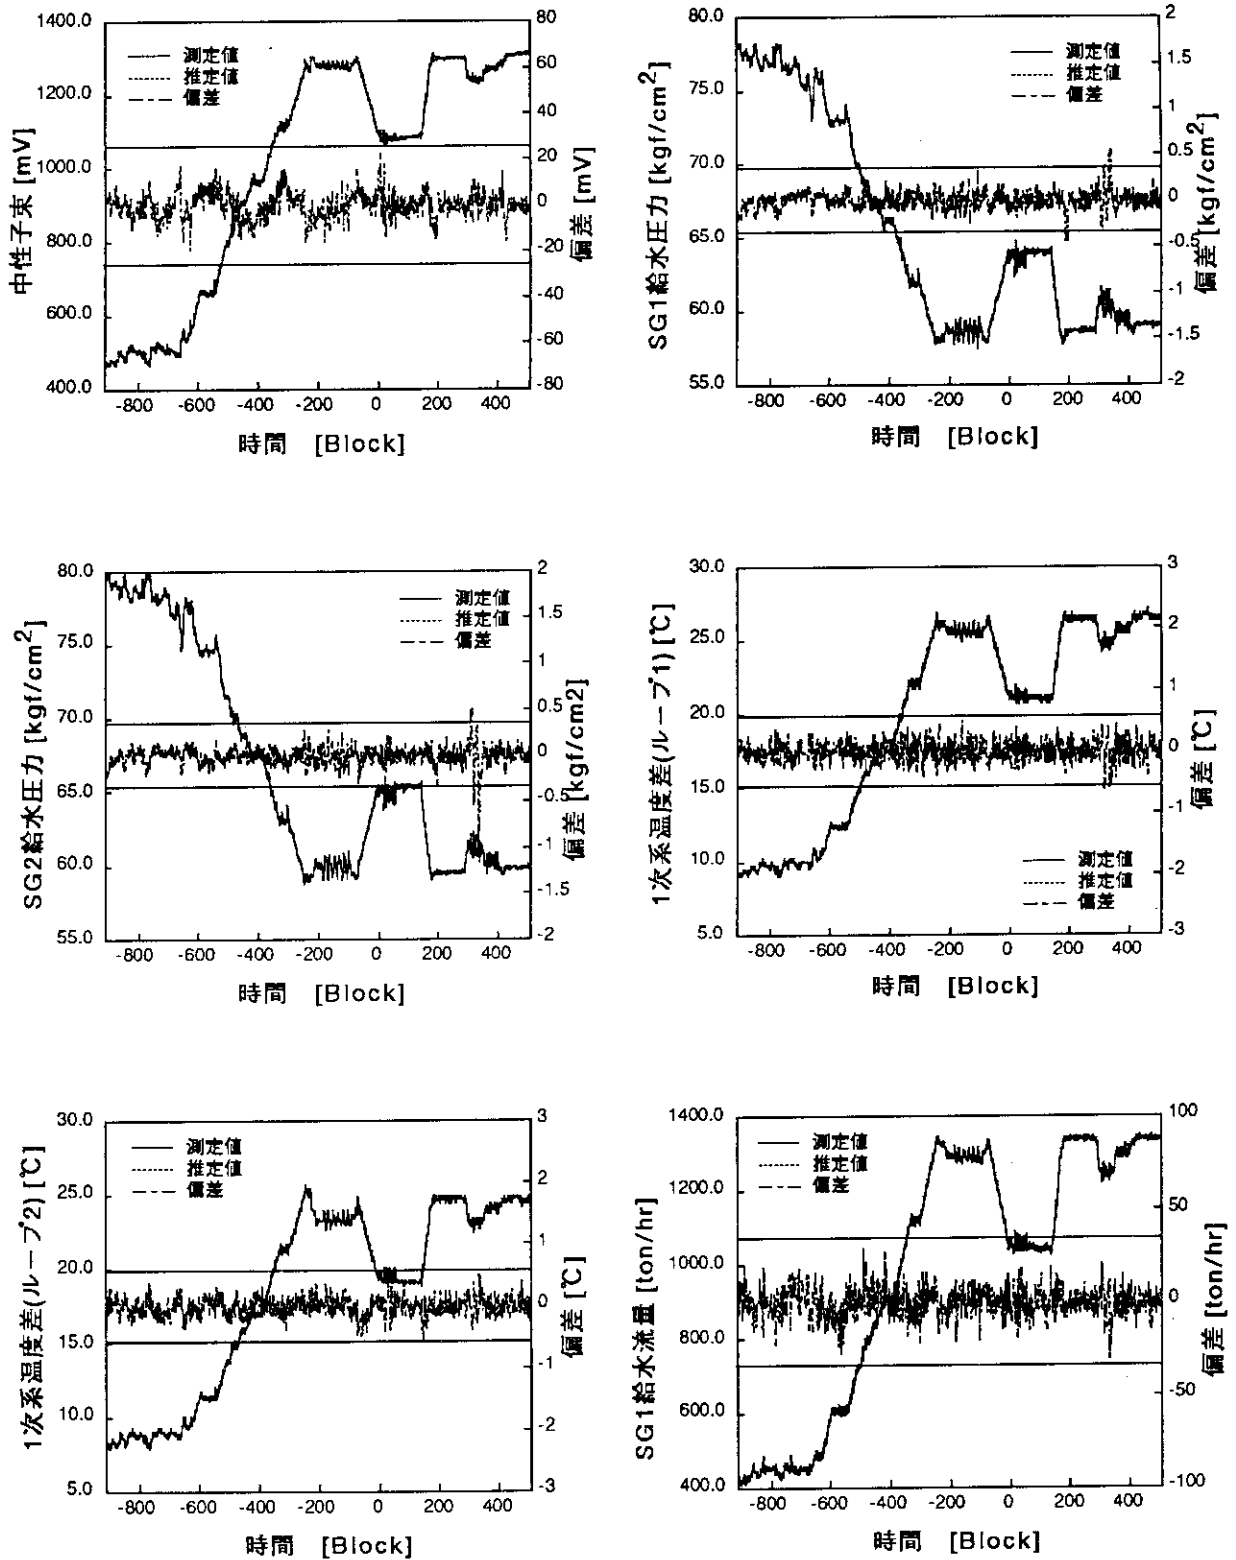 1400.0
1200.0
1000.0
800.0
600.0
400.0
中性子束 [mV]
測定値
推定値
偏差
80
60
40
20
0
-20
-40
-60
-80
偏差 [mV]
-800 -600 -400 -200 0 200 400
時間 [Block]
80.0
75.0
70.0
65.0
60.0
55.0
SG1給水圧力 [kgf/cm2]
測定値
推定値
偏差
2
1.5
1
0.5
0
-0.5
-1
-1.5
-2
偏差 [kgf/cm2]
-800 -600 -400 -200 0 200 400
時間 [Block]
80.0
75.0
70.0
65.0
60.0
55.0
SG2給水圧力 [kgf/cm2]
測定値
推定値
偏差
2
1.5
1
0.5
0
-0.5
-1
-1.5
-2
偏差 [kgf/cm2]
-800 -600 -400 -200 0 200 400
時間 [Block]
30.0
25.0
20.0
15.0
10.0
5.0
1次系温度差(ループ1) [℃]
測定値
推定値
偏差
3
2
1
0
-1
-2
-3
偏差 [℃]
-800 -600 -400 -200 0 200 400
時間 [Block]
30.0
25.0
20.0
15.0
10.0
5.0
1次系温度差(ループ2) [℃]
測定値
推定値
偏差
3
2
1
0
-1
-2
-3
偏差 [℃]
-800 -600 -400 -200 0 200 400
時間 [Block]
1400.0
1200.0
1000.0
800.0
600.0
400.0
SG1給水流量 [ton/hr]
測定値
推定値
偏差
100
50
0
-50
-100
偏差 [ton/hr]
-800 -600 -400 -200 0 200 400
時間 [Block]